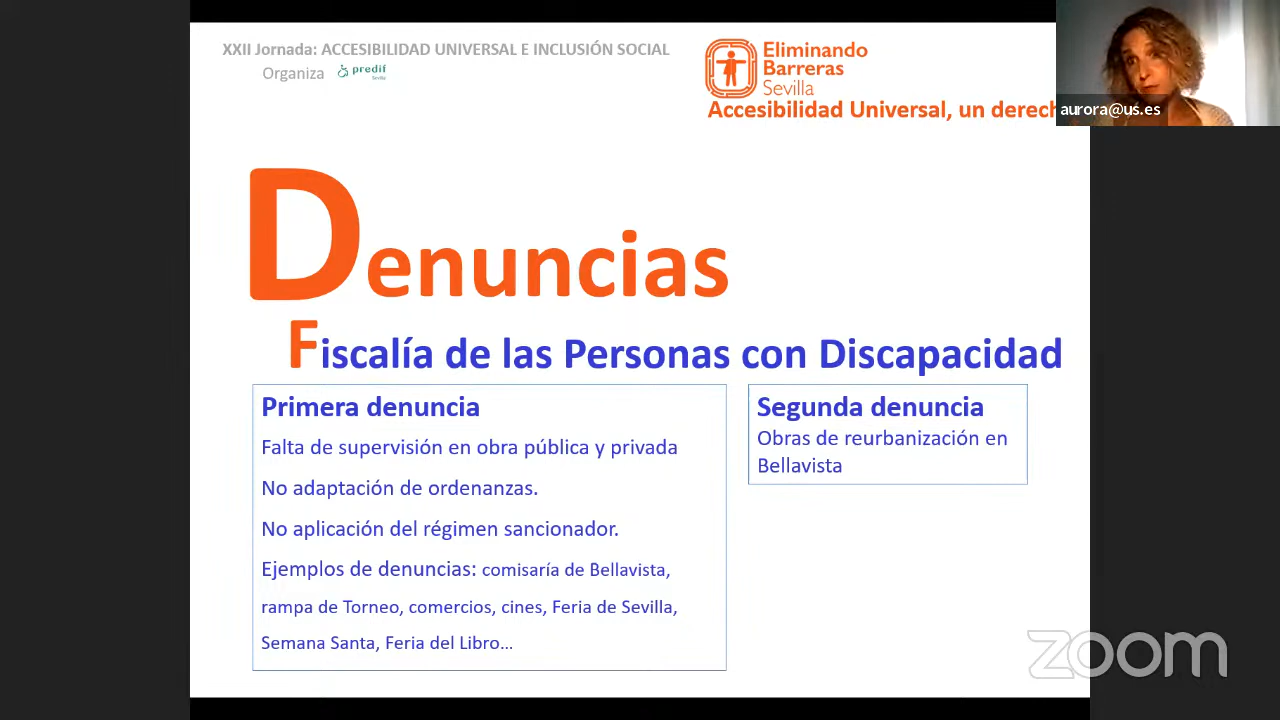 XXII Jornada: ACCESIBILIDAD UNIVERSAL E INCLUSIÓN SOCIAL
Organiza predif
Sevilla
Eliminando
Barreras
Sevilla
Accesibilidad Universal, un derech
aurora@us.es
Denuncias
Fiscalía de las Personas con Discapacidad
Primera denuncia
Falta de supervisión en obra pública y privada
No adaptación de ordenanzas.
No aplicación del régimen sancionador.
Ejemplos de denuncias: comisaría de Bellavista,
rampa de Torneo, comercios, cines, Feria de Sevilla,
Semana Santa, Feria del Libro...
Segunda denuncia
Obras de reurbanización en
Bellavista
zoom